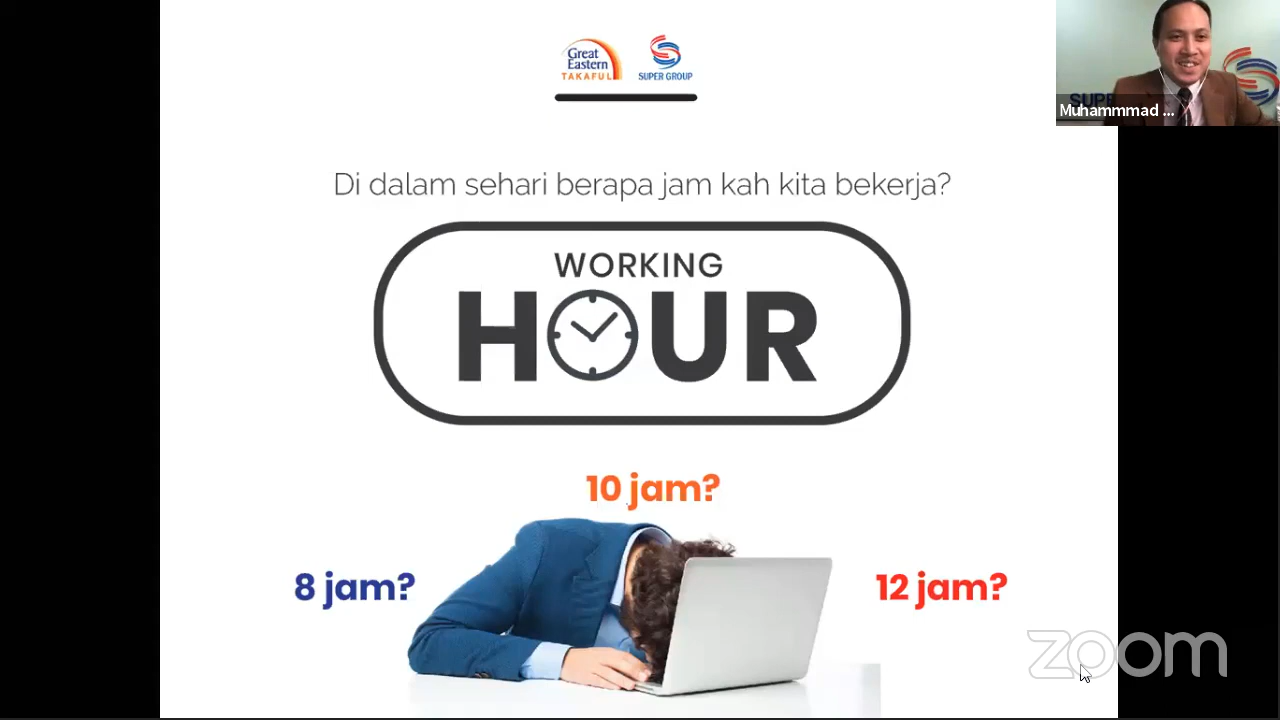 Great
Eastern
TAKAFUL
SUPER GROUP
Muhammmad ...
Di dalam sehari berapa jam kah kita bekerja?
WORKING
HOUR
10 jam?
8 jam?
12 jam?
zoom